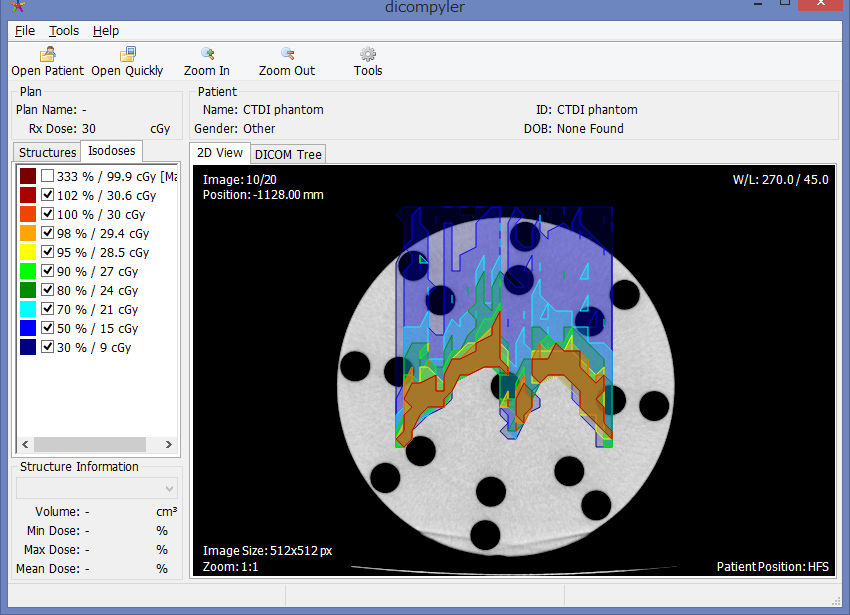 dicompyler
File Tools Help
Open Patient Open Quickly Zoom In Zoom Out Tools
Plan
Plan Name: -
Rx Dose: 30 cGy
Patient
Name: CTDI phantom ID: CTDI phantom
Gender: Other DOB: None Found
Structures Isodoses
2D View DICOM Tree
333 % / 99.9 cGy [Ma
102 % / 30.6 cGy
100 % / 30 cGy
98 % / 29.4 cGy
95 % / 28.5 cGy
90 % / 27 cGy
80 % / 24 cGy
70 % / 21 cGy
50 % / 15 cGy
30 % / 9 cGy
Structure Information
Volume: - cm³
Min Dose: - %
Max Dose: - %
Mean Dose: - %
Image: 10/20 W/L: 270.0 / 45.0
Position: -1128.00 mm
Image Size: 512x512 px
Zoom: 1:1 Patient Position: HFS